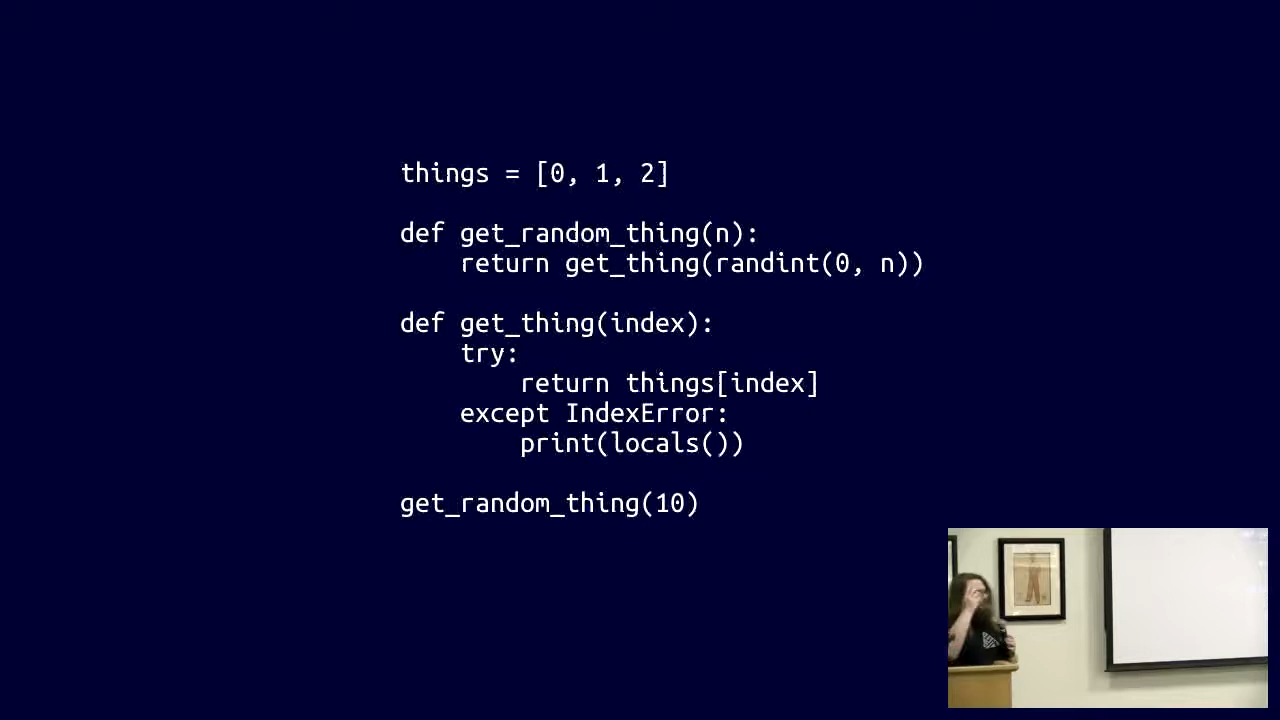 things = [0, 1, 2]
def get_random_thing(n):
    return get_thing(randint(0, n))
def get_thing(index):
    try:
        return things[index]
    except IndexError:
        print(locals())
get_random_thing(10)